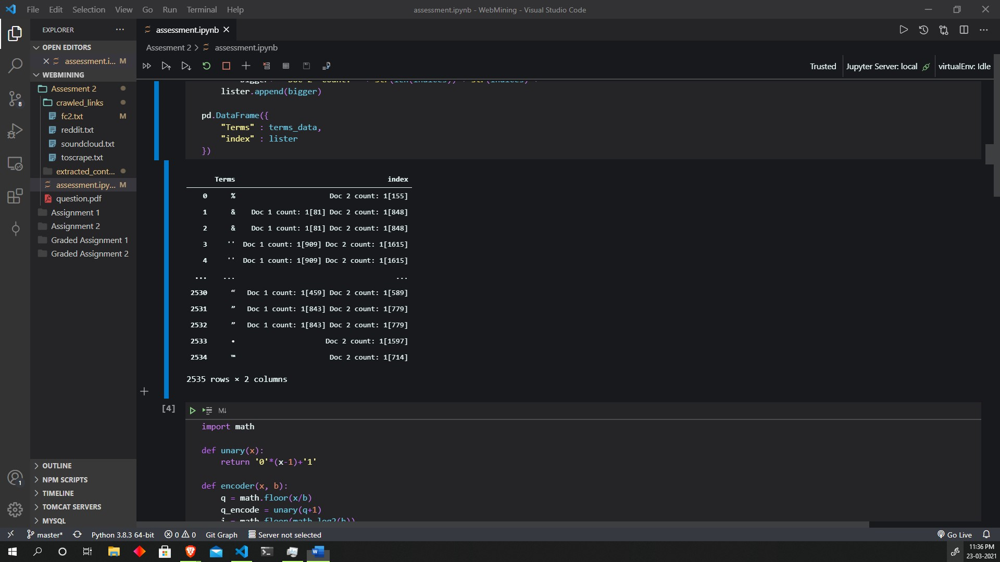 File Edit Selection View Go Run Terminal Help
assessment.ipynb - WebMining - Visual Studio Code
EXPLORER
assessment.ipynb
OPEN EDITORS
Assesment 2 > assessment.ipynb
assessment.i... M
Trusted Jupyter Server: local virtualEnv: Idle
WEBMINING
Assesment 2
crawled_links
fc2.txt M
reddit.txt
soundcloud.txt
toscrape.txt
extracted_cont...
assessment.ipy... M
question.pdf
Assignment 1
Assignment 2
Graded Assignment 1
Graded Assignment 2
OUTLINE
NPM SCRIPTS
TIMELINE
TOMCAT SERVERS
MYSQL
8
1
lister.append(bigger)
pd.DataFrame({
"Terms" : terms_data,
"index" : lister
})
Terms index
0 % Doc 2 count: 1[155]
1 & Doc 1 count: 1[81] Doc 2 count: 1[848]
2 & Doc 1 count: 1[81] Doc 2 count: 1[848]
3 '' Doc 1 count: 1[909] Doc 2 count: 1[1615]
4 '' Doc 1 count: 1[909] Doc 2 count: 1[1615]
... ... ...
2530 “ Doc 1 count: 1[459] Doc 2 count: 1[589]
2531 ” Doc 1 count: 1[843] Doc 2 count: 1[779]
2532 ” Doc 1 count: 1[843] Doc 2 count: 1[779]
2533 • Doc 2 count: 1[1597]
2534 ™ Doc 2 count: 1[714]
2535 rows × 2 columns
[4] M↓
import math
def unary(x):
return '0'*(x-1)+'1'
def encoder(x, b):
q = math.floor(x/b)
q_encode = unary(q+1)
i = math.floor(math.log2(b))
master* Python 3.8.3 64-bit 0 0 Git Graph Server not selected Go Live
11:36 PM
23-03-2021